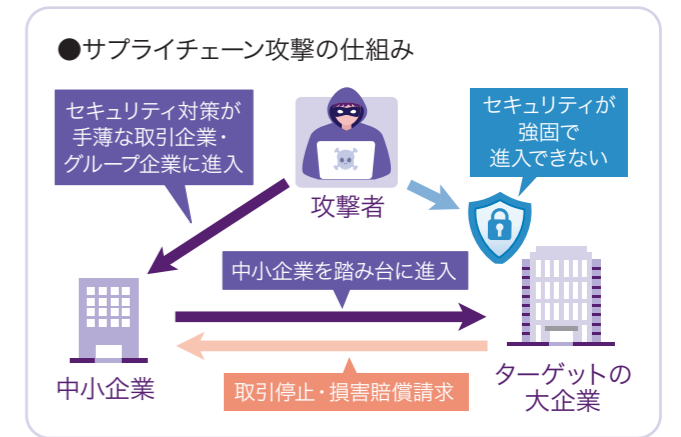 ●サプライチェーン攻撃の仕組み
セキュリティ対策が
手薄な取引企業・
グループ企業に進入
攻撃者
セキュリティが
強固で
進入できない
中小企業を踏み台に進入
中小企業
取引停止・損害賠償請求
ターゲットの
大企業